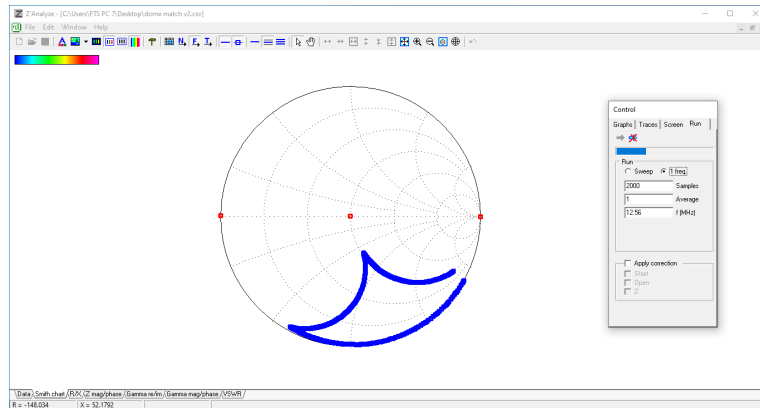 Z'Analyze - [C:\Users\FTS PC 7\Desktop\dome match v2.csv]
File Edit Window Help
Control
Graphs Traces Screen Run
Run
Sweep 1 freq.
2000 Samples
1 Average
12.56 f (MHz)
Apply correction
Short
Open
Z
Data Smith chart R/X Z mag/phase Gamma re/im Gamma mag/phase VSWR
R = -148.034 X = 52.1792